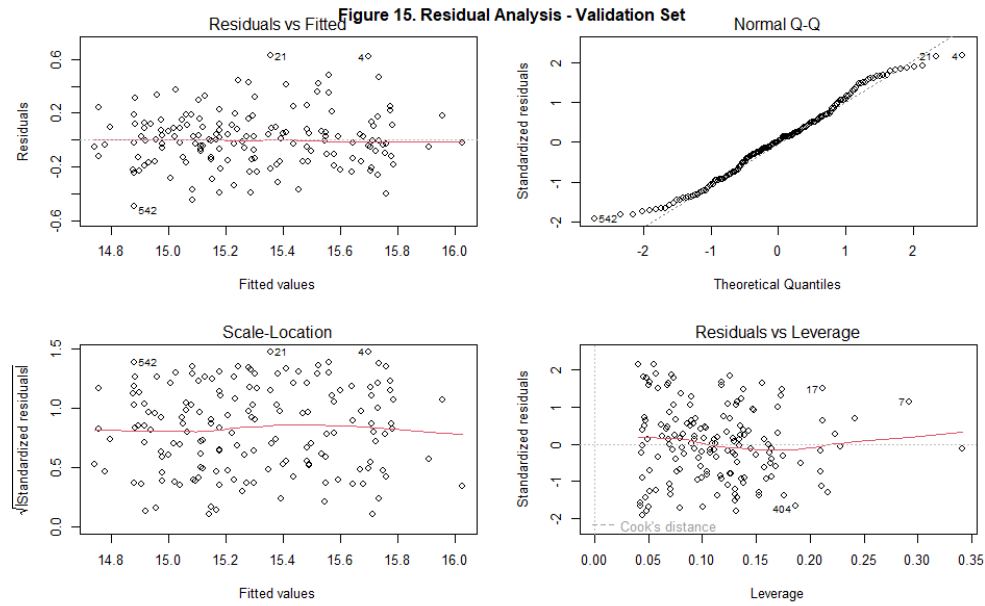 Figure 15. Residual Analysis - Validation Set
Residuals vs Fitted
0.6
0.2
-0.2
-0.6
Residuals
21
4
542
14.8 15.0 15.2 15.4 15.6 15.8 16.0
Fitted values
Normal Q-Q
2
1
0
-1
-2
Standardized residuals
21
4
542
-2 -1 0 1 2
Theoretical Quantiles
Scale-Location
1.5
1.0
0.5
0.0
√|Standardized residuals|
542
21
4
14.8 15.0 15.2 15.4 15.6 15.8 16.0
Fitted values
Residuals vs Leverage
2
1
0
-1
-2
Standardized residuals
17
7
404
Cook's distance
0.00 0.05 0.10 0.15 0.20 0.25 0.30 0.35
Leverage